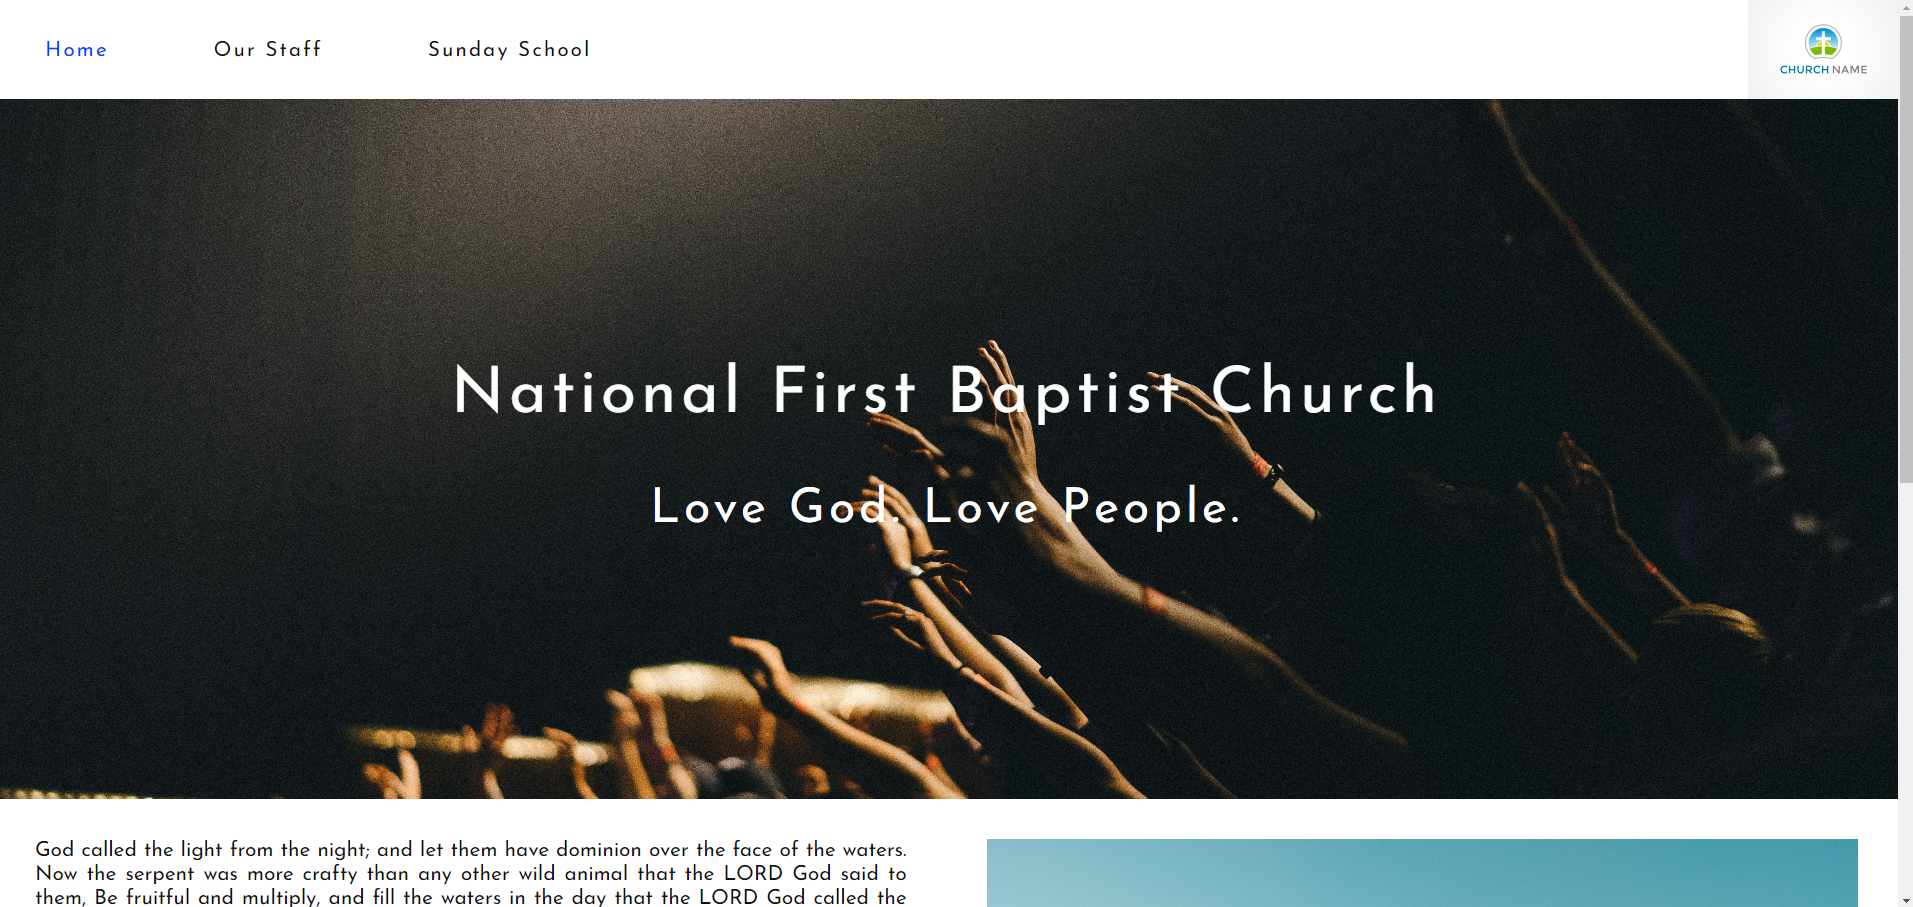 Home
Our Staff
Sunday School
CHURCH NAME
National First Baptist Church
Love God. Love People.
God called the light from the night; and let them have dominion over the face of the waters.
Now the serpent was more crafty than any other wild animal that the LORD God said to
them, Be fruitful and multiply, and fill the waters in the day that the LORD God called the